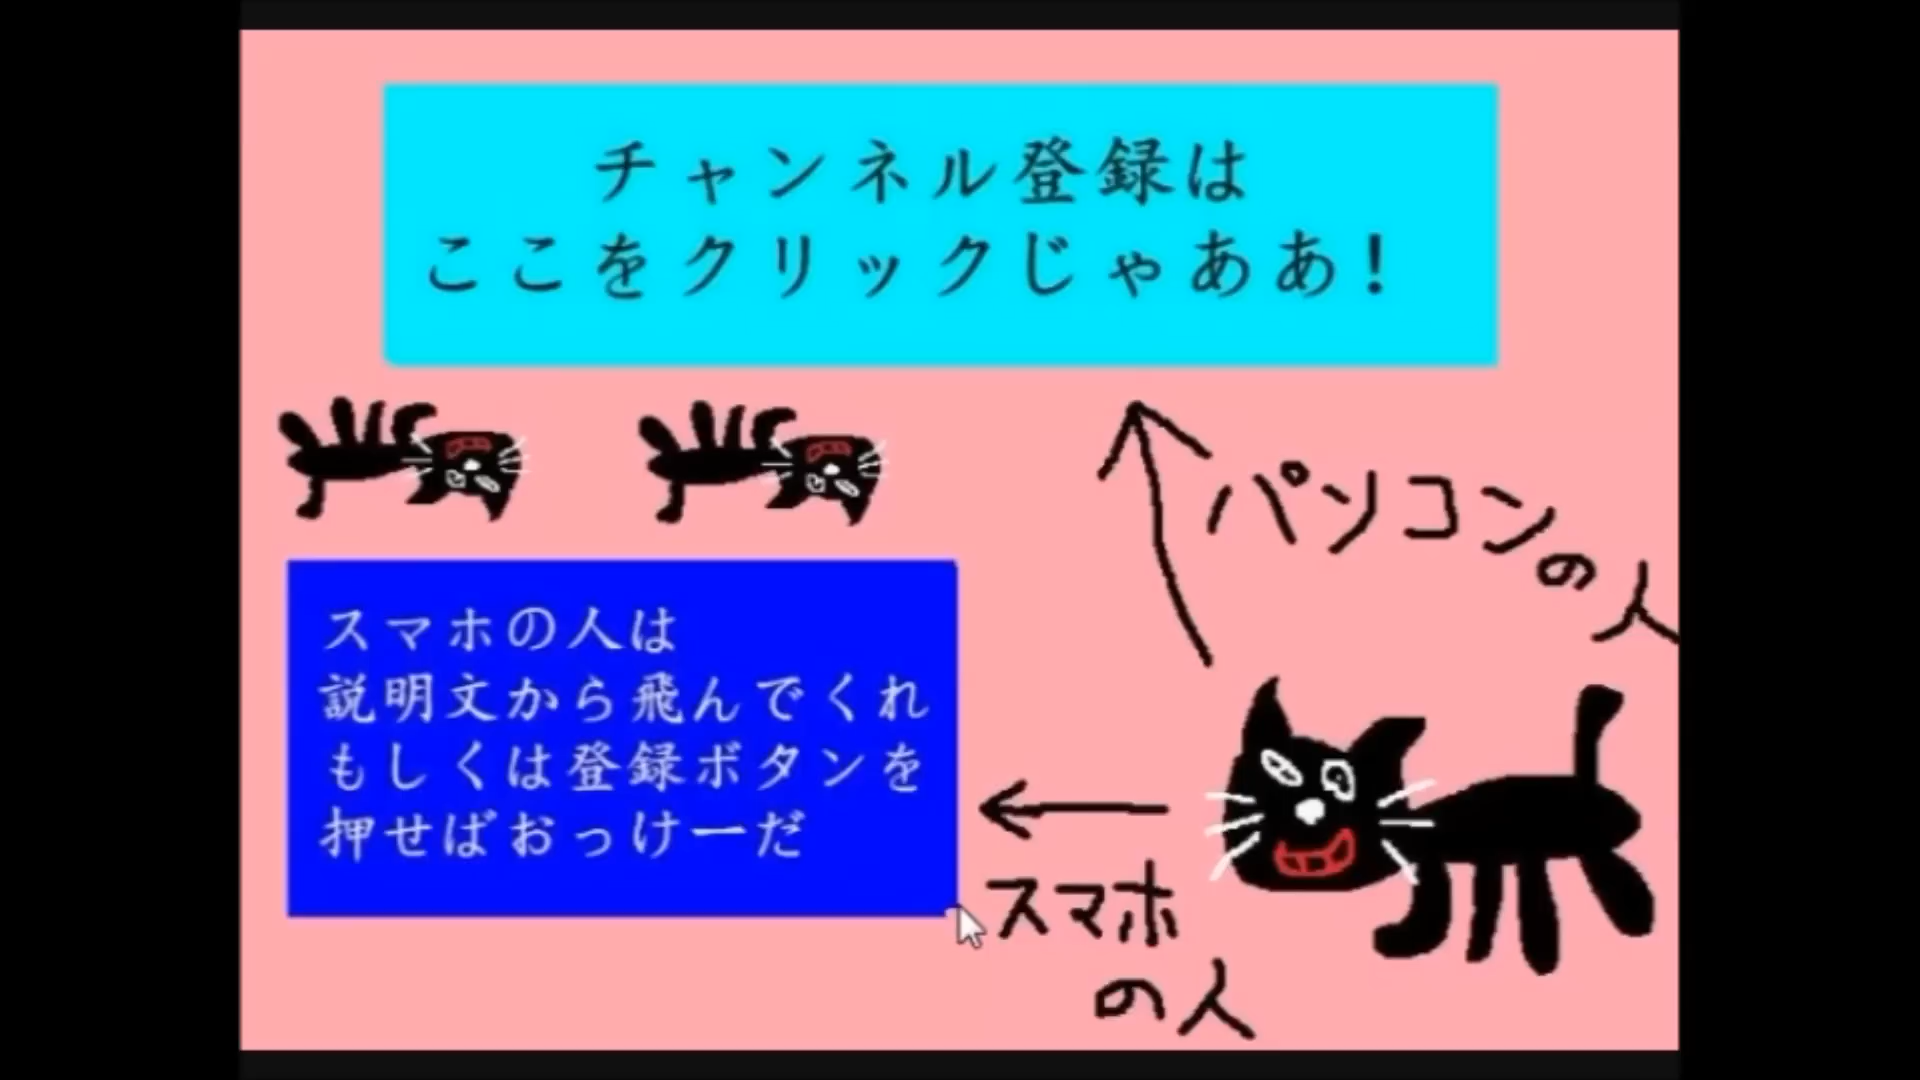 チャンネル登録は
ここをクリックじゃああ！
パソコンの人
スマホの人は
説明文から飛んでくれ
もしくは登録ボタンを
押せばおっけーだ
スマホ
の人